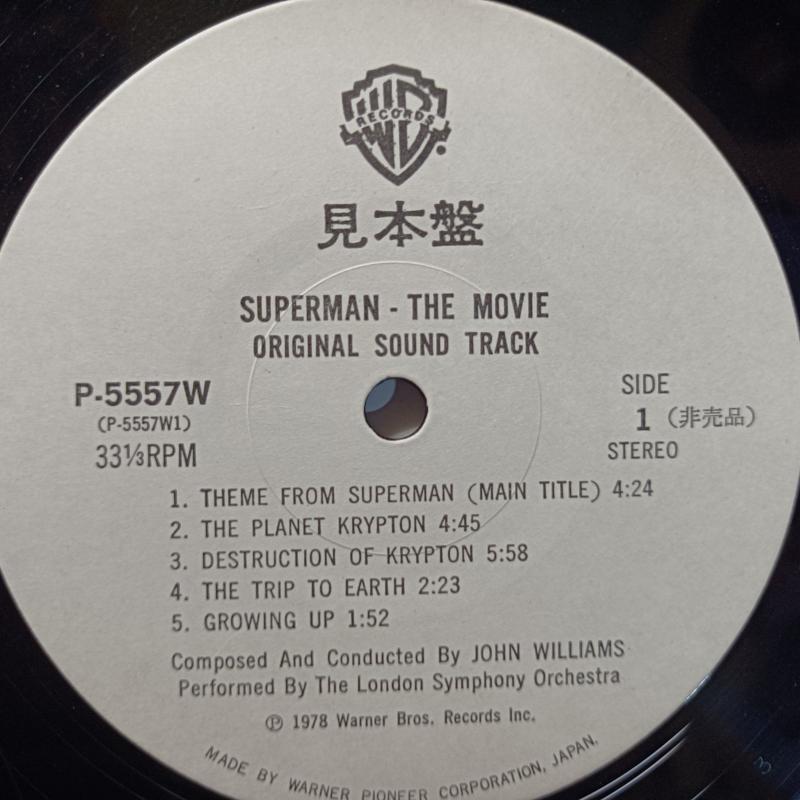 WB
RECORDS
見本盤
SUPERMAN - THE MOVIE
ORIGINAL SOUND TRACK
P-5557W
(P-5557W1)
33⅓RPM
SIDE
1 (非売品)
STEREO
1. THEME FROM SUPERMAN (MAIN TITLE) 4:24
2. THE PLANET KRYPTON 4:45
3. DESTRUCTION OF KRYPTON 5:58
4. THE TRIP TO EARTH 2:23
5. GROWING UP 1:52
Composed And Conducted By JOHN WILLIAMS
Performed By The London Symphony Orchestra
Ⓟ 1978 Warner Bros. Records Inc.
MADE BY WARNER PIONEER CORPORATION, JAPAN.
3